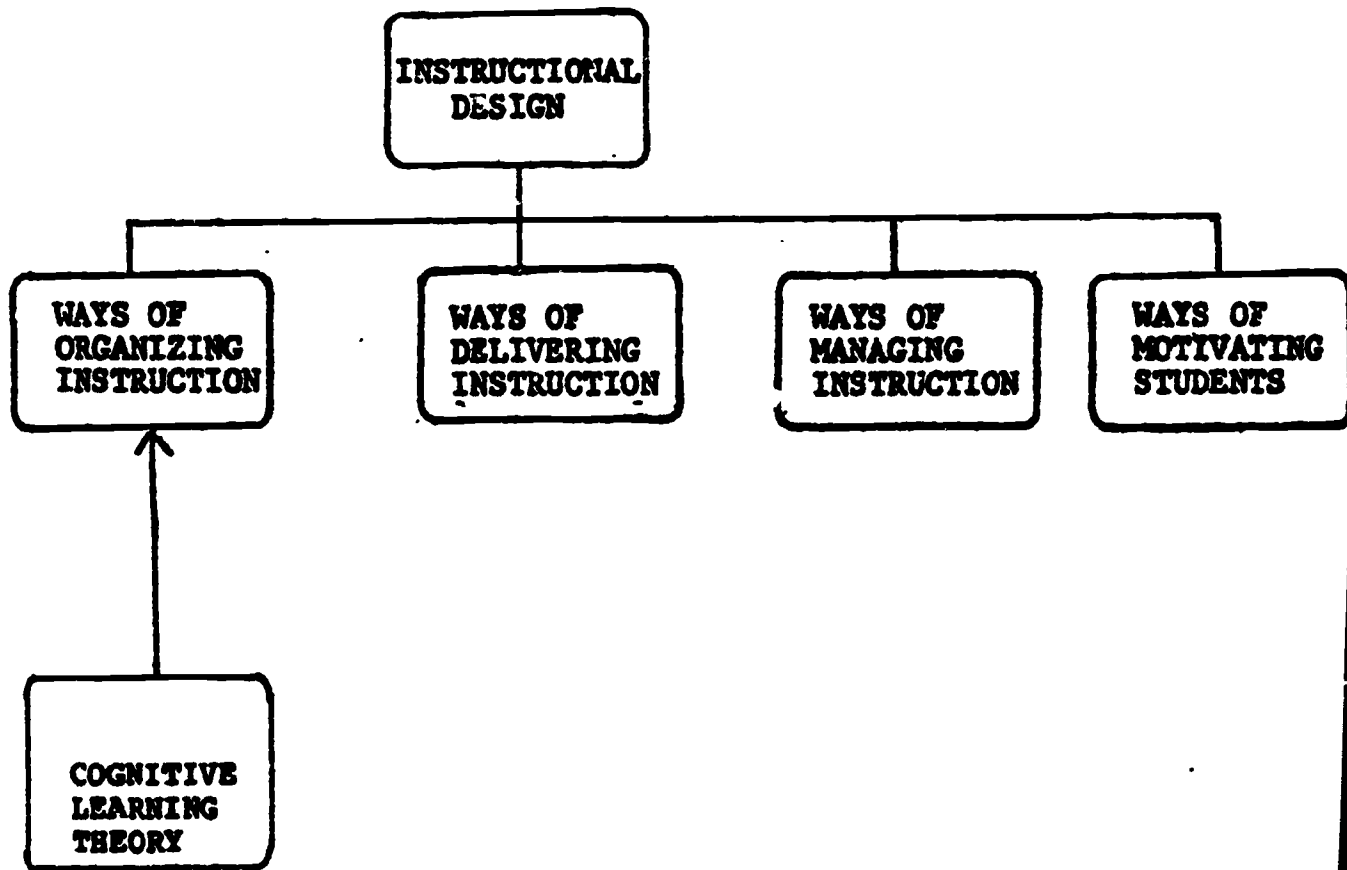 INSTRUCTIONAL
DESIGN
WAYS OF
ORGANIZING
INSTRUCTION
WAYS OF
DELIVERING
INSTRUCTION
WAYS OF
MANAGING
INSTRUCTION
WAYS OF
MOTIVATING
STUDENTS
COGNITIVE
LEARNING
THEORY